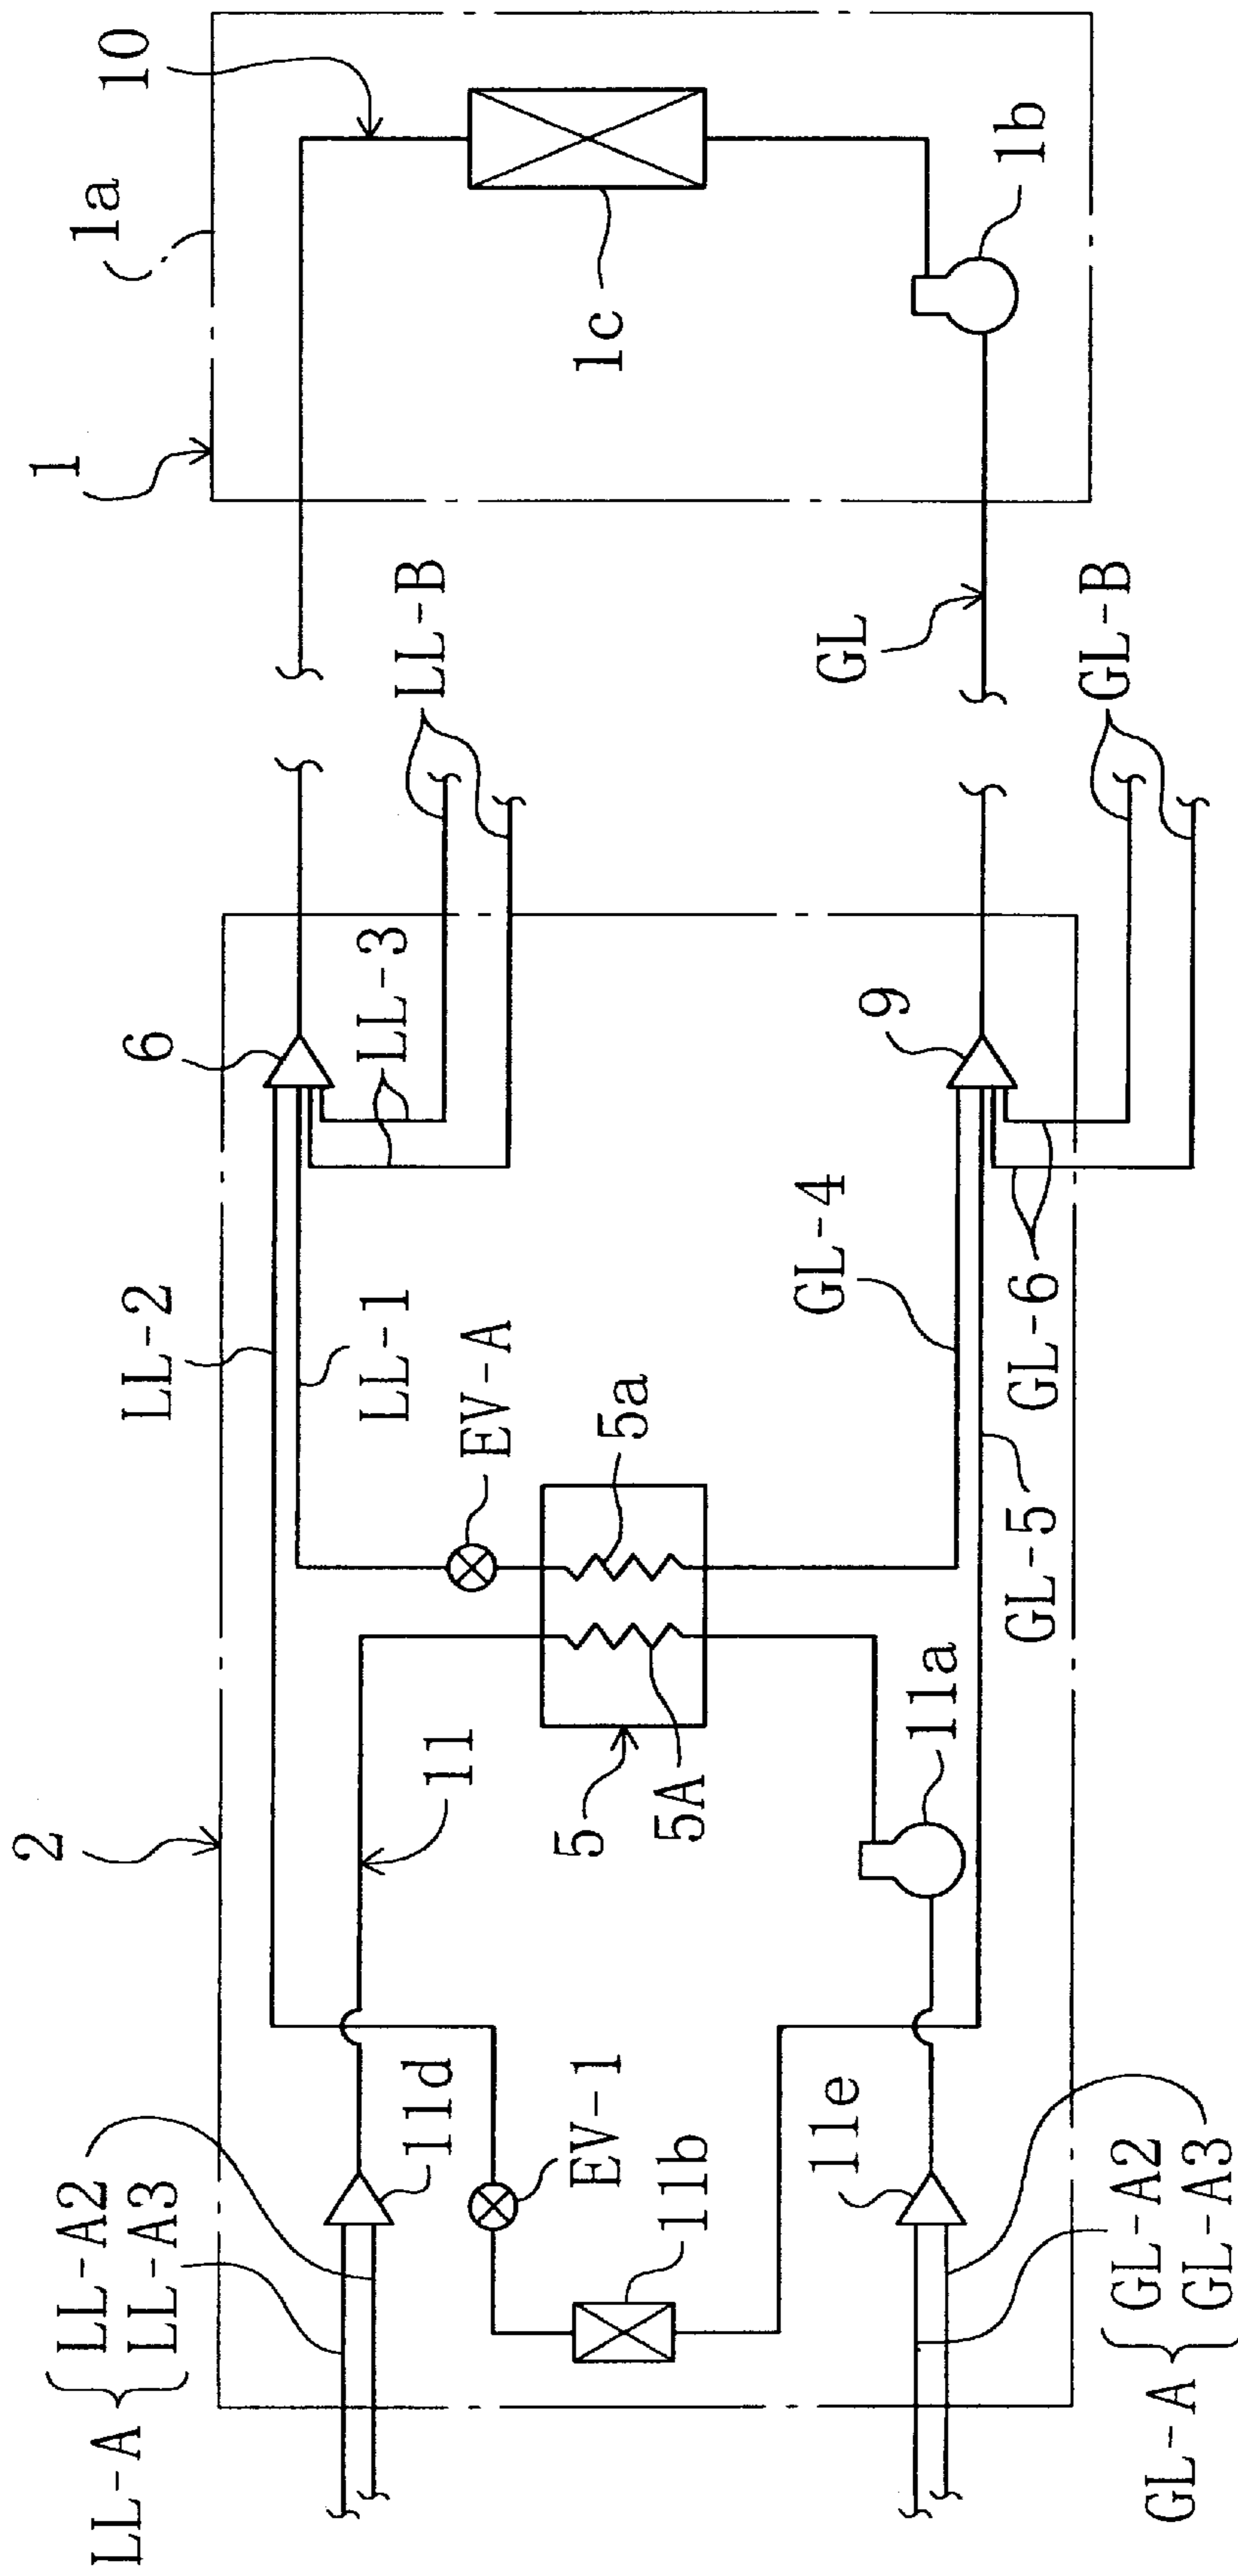 1
1a
10
1c
1b
LL-B
GL
GL-B
6
LL-3
9
LL-2
LL-1
EV-A
5a
GL-4
GL-6
GL-5
2
11
5
5A
11a
LL-A
LL-A2
LL-A3
11d
EV-1
11b
11e
GL-A
GL-A2
GL-A3